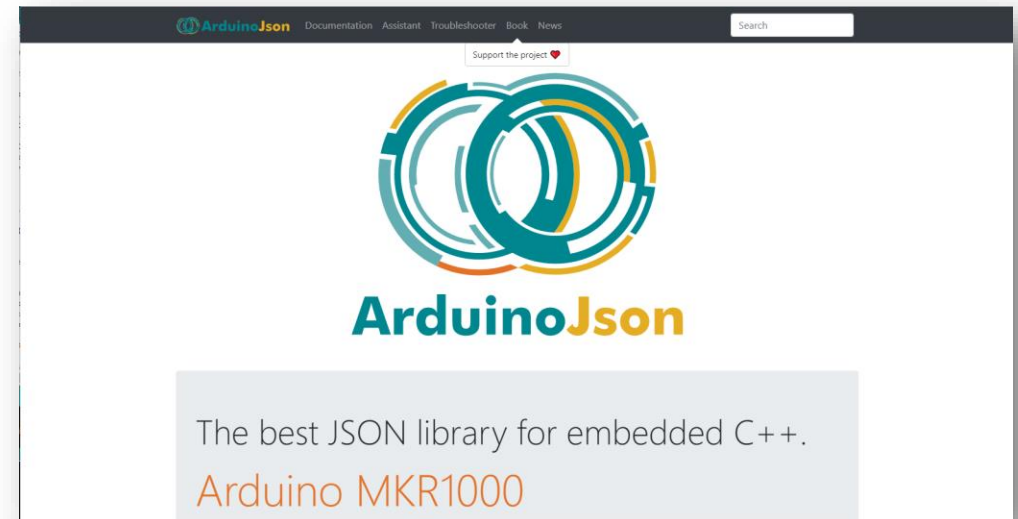 ArduinoJson Documentation Assistant Troubleshooter Book News Search
Support the project
ArduinoJson
The best JSON library for embedded C++.
Arduino MKR1000